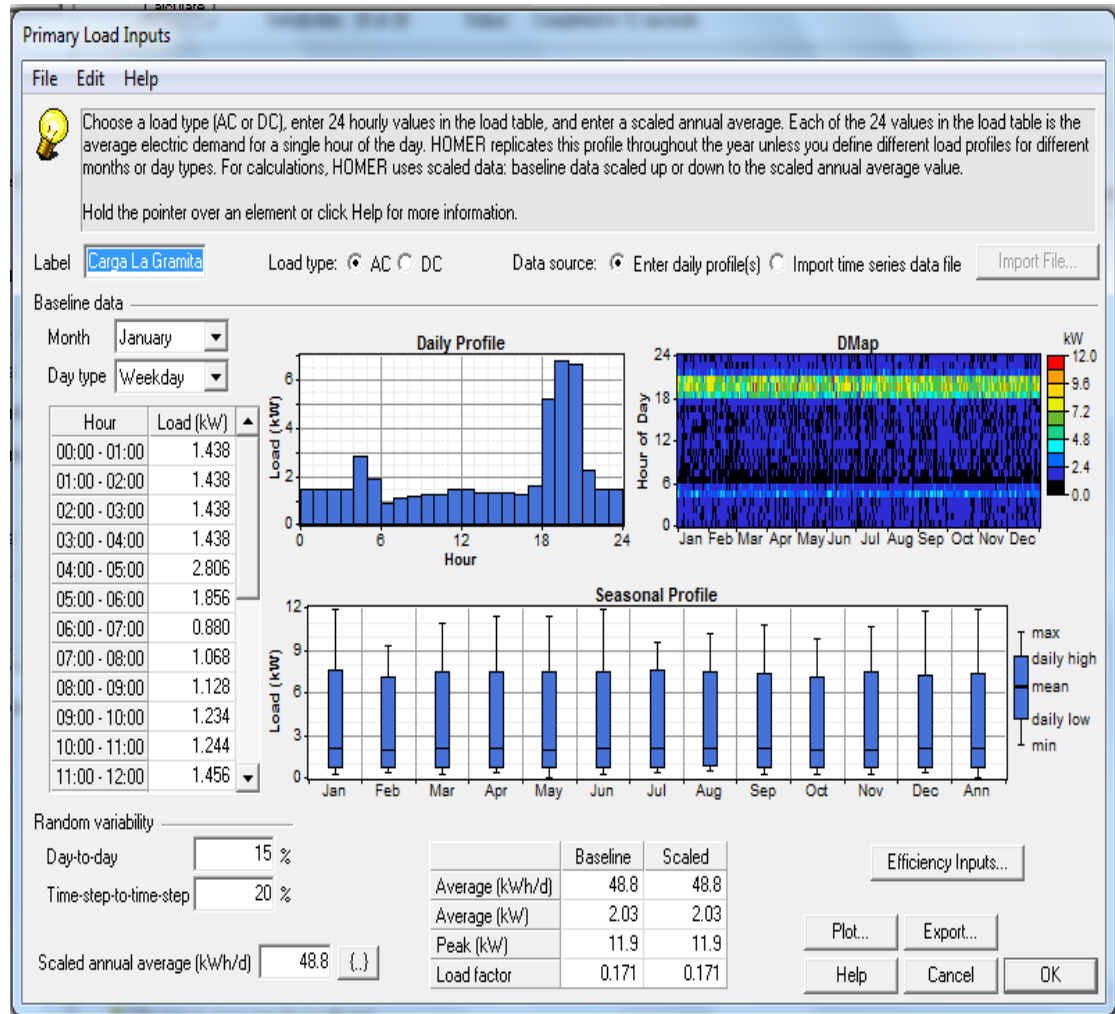 Calculate
Completed in 12 seconds.
Primary Load Inputs
File Edit Help
Choose a load type (AC or DC), enter 24 hourly values in the load table, and enter a scaled annual average. Each of the 24 values in the load table is the
average electric demand for a single hour of the day. HOMER replicates this profile throughout the year unless you define different load profiles for different
months or day types. For calculations, HOMER uses scaled data: baseline data scaled up or down to the scaled annual average value.
Hold the pointer over an element or click Help for more information.
Label Carga La Gramita Load type: AC DC Data source: Enter daily profile(s) Import time series data file Import File...
Baseline data
Month January
Day type Weekday
Hour Load (kW)
00:00 - 01:00 1.438
01:00 - 02:00 1.438
02:00 - 03:00 1.438
03:00 - 04:00 1.438
04:00 - 05:00 2.806
05:00 - 06:00 1.856
06:00 - 07:00 0.880
07:00 - 08:00 1.068
08:00 - 09:00 1.128
09:00 - 10:00 1.234
10:00 - 11:00 1.244
11:00 - 12:00 1.456
Daily Profile
Load (kW)
6
4
2
0
0 6 12 18 24
Hour
DMap
Hour of Day
24
18
12
6
0
Jan Feb Mar Apr May Jun Jul Aug Sep Oct Nov Dec
kW
12.0
9.6
7.2
4.8
2.4
0.0
Seasonal Profile
Load (kW)
12
9
6
3
0
Jan Feb Mar Apr May Jun Jul Aug Sep Oct Nov Dec Ann
max
daily high
mean
daily low
min
Random variability
Day-to-day 15 %
Time-step-to-time-step 20 %
Scaled annual average (kWh/d) 48.8 {..}
Baseline Scaled
Average (kWh/d) 48.8 48.8
Average (kW) 2.03 2.03
Peak (kW) 11.9 11.9
Load factor 0.171 0.171
Efficiency Inputs...
Plot... Export...
Help Cancel OK